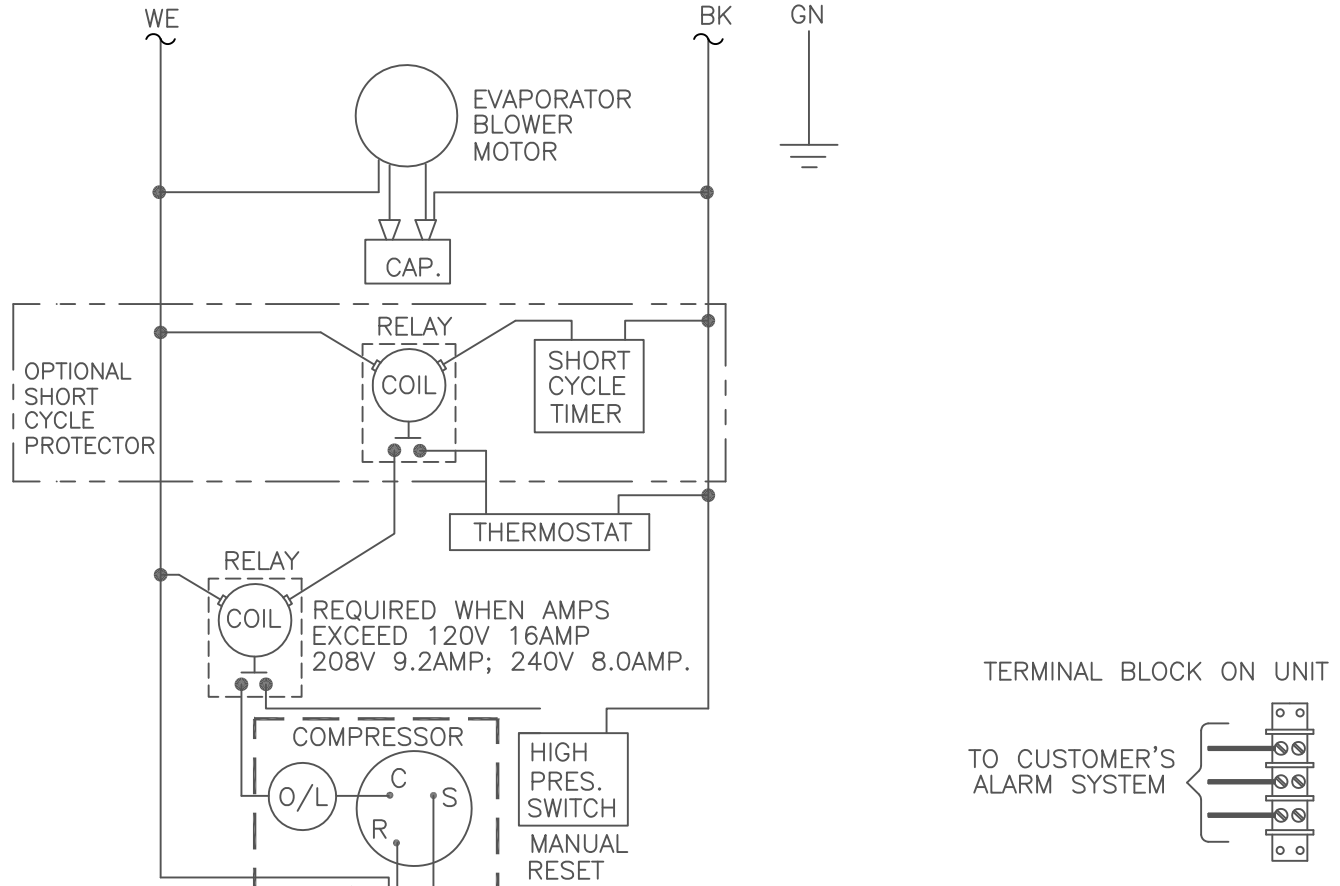 WE
BK
GN
EVAPORATOR
BLOWER
MOTOR
CAP.
RELAY
OPTIONAL
SHORT
CYCLE
PROTECTOR
COIL
SHORT
CYCLE
TIMER
THERMOSTAT
RELAY
COIL
REQUIRED WHEN AMPS
EXCEED 120V 16AMP
208V 9.2AMP; 240V 8.0AMP.
COMPRESSOR
O/L
C
S
R
HIGH
PRES.
SWITCH
MANUAL
RESET
TERMINAL BLOCK ON UNIT
TO CUSTOMER'S
ALARM SYSTEM